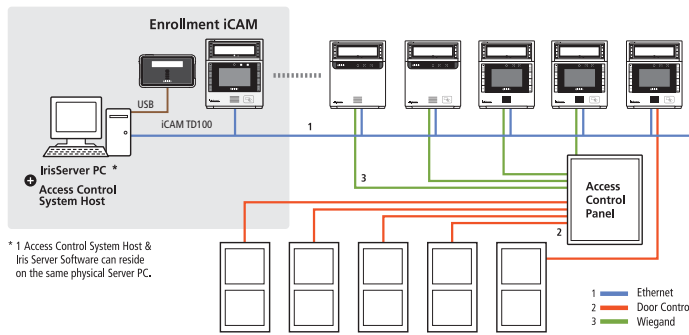 Enrollment iCAM
USB
iCAM TD100
1
IrisServer PC *
+ Access Control
System Host
3
Access
Control
Panel
2
* 1 Access Control System Host &
Iris Server Software can reside
on the same physical Server PC.
1 Ethernet
2 Door Contro
3 Wiegand